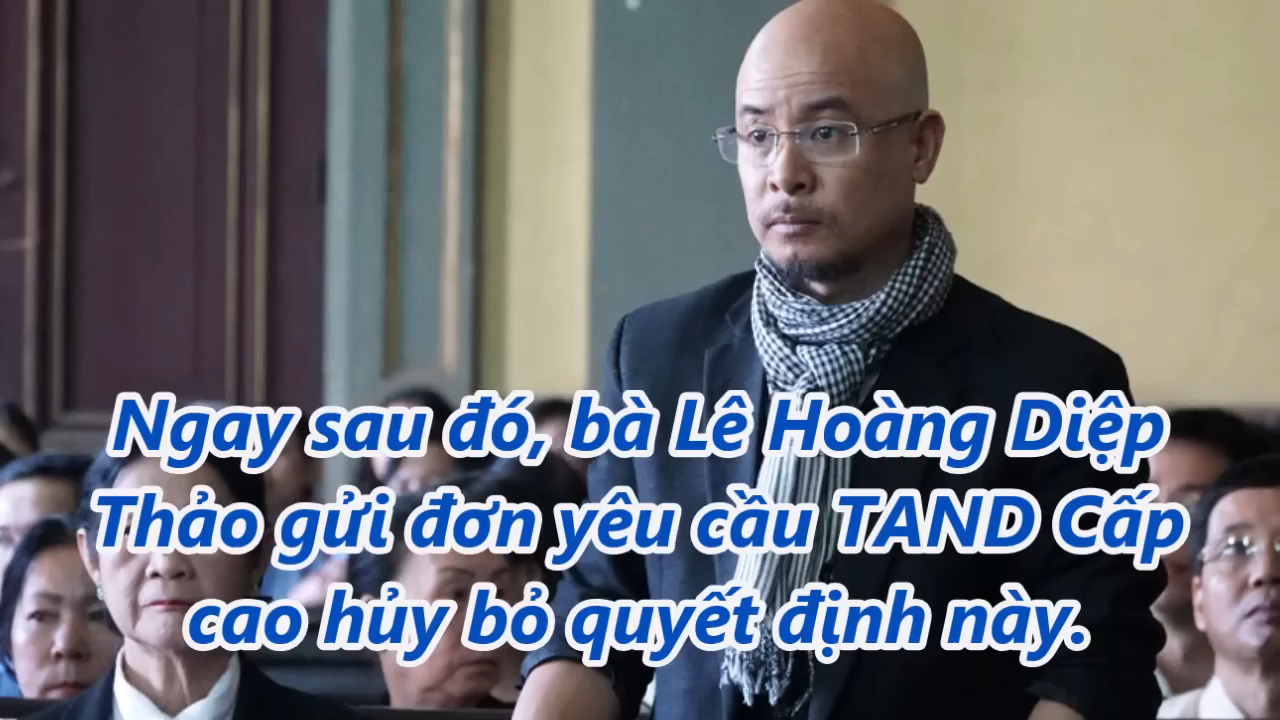 Ngay sau đó, bà Lê Hoàng Diệp
Thảo gửi đơn yêu cầu TAND Cấp
cao hủy bỏ quyết định này.